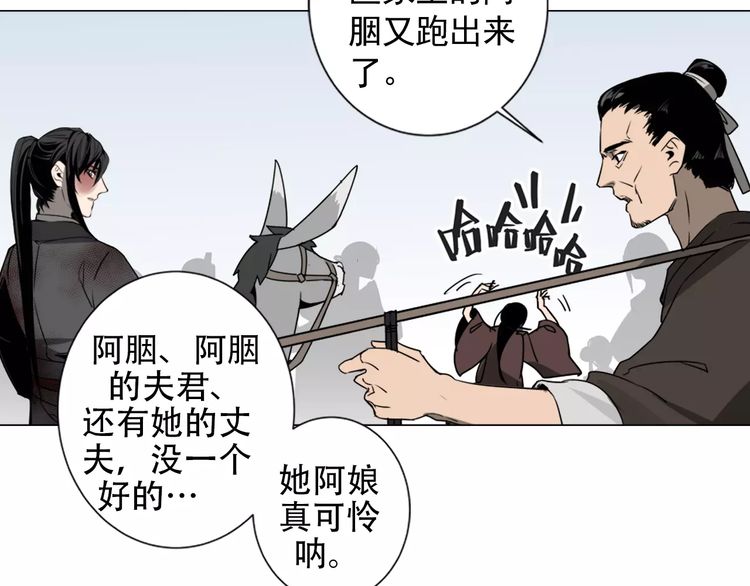 胭又跑出来
了。
哈哈哈哈
阿胭、阿胭
的夫君、
还有她的丈
夫，没一个
好的…
她阿娘
真可怜
呐。